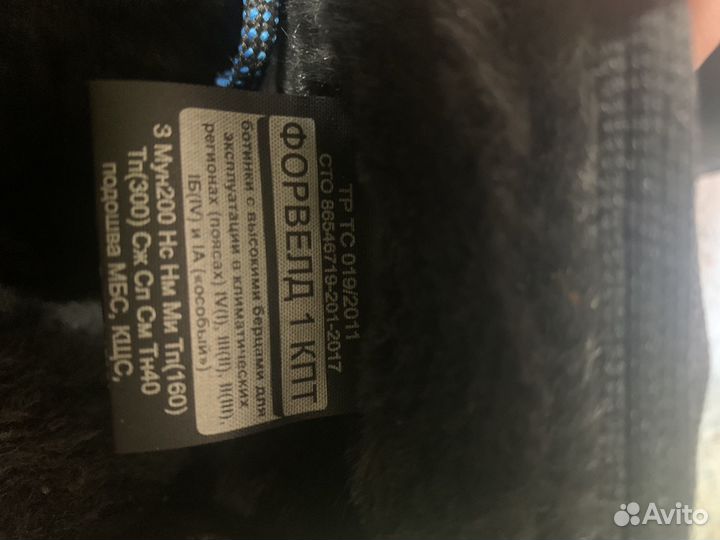 ТР ТС 019/2011
СТО 86546719-201-2017
ФОРВЕЛД 1 КПТ
ботинки с высокими берцами для
эксплуатации в климатических
регионах (поясах) IV(I), III(II), II(III),
IБ(IV) и IA («особый»)
З Мун200 Нс Нм Ми Тп(160)
Тп(300) Сж Сл См Тн40
подошва МБС, КЩС,
Avito